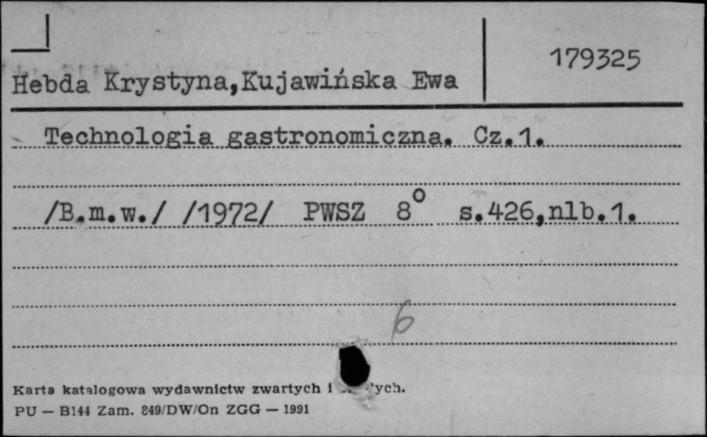 179325
Hebda Krystyna,Kujawińska Ewa
Technologia gastronomiczna. Cz.1.
/B.m.w./ /1972/ PWSZ 8° s.426,nlb.1.
6
Karta katalogowa wydawnictw zwartych i
PU — B144 Zam. 849/DW/On ZGG — 1991